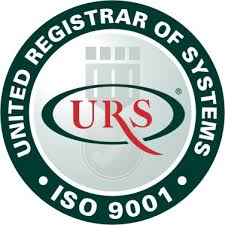 UNITED REGISTRAR OF SYSTEMS
URS®
• ISO 9001 •